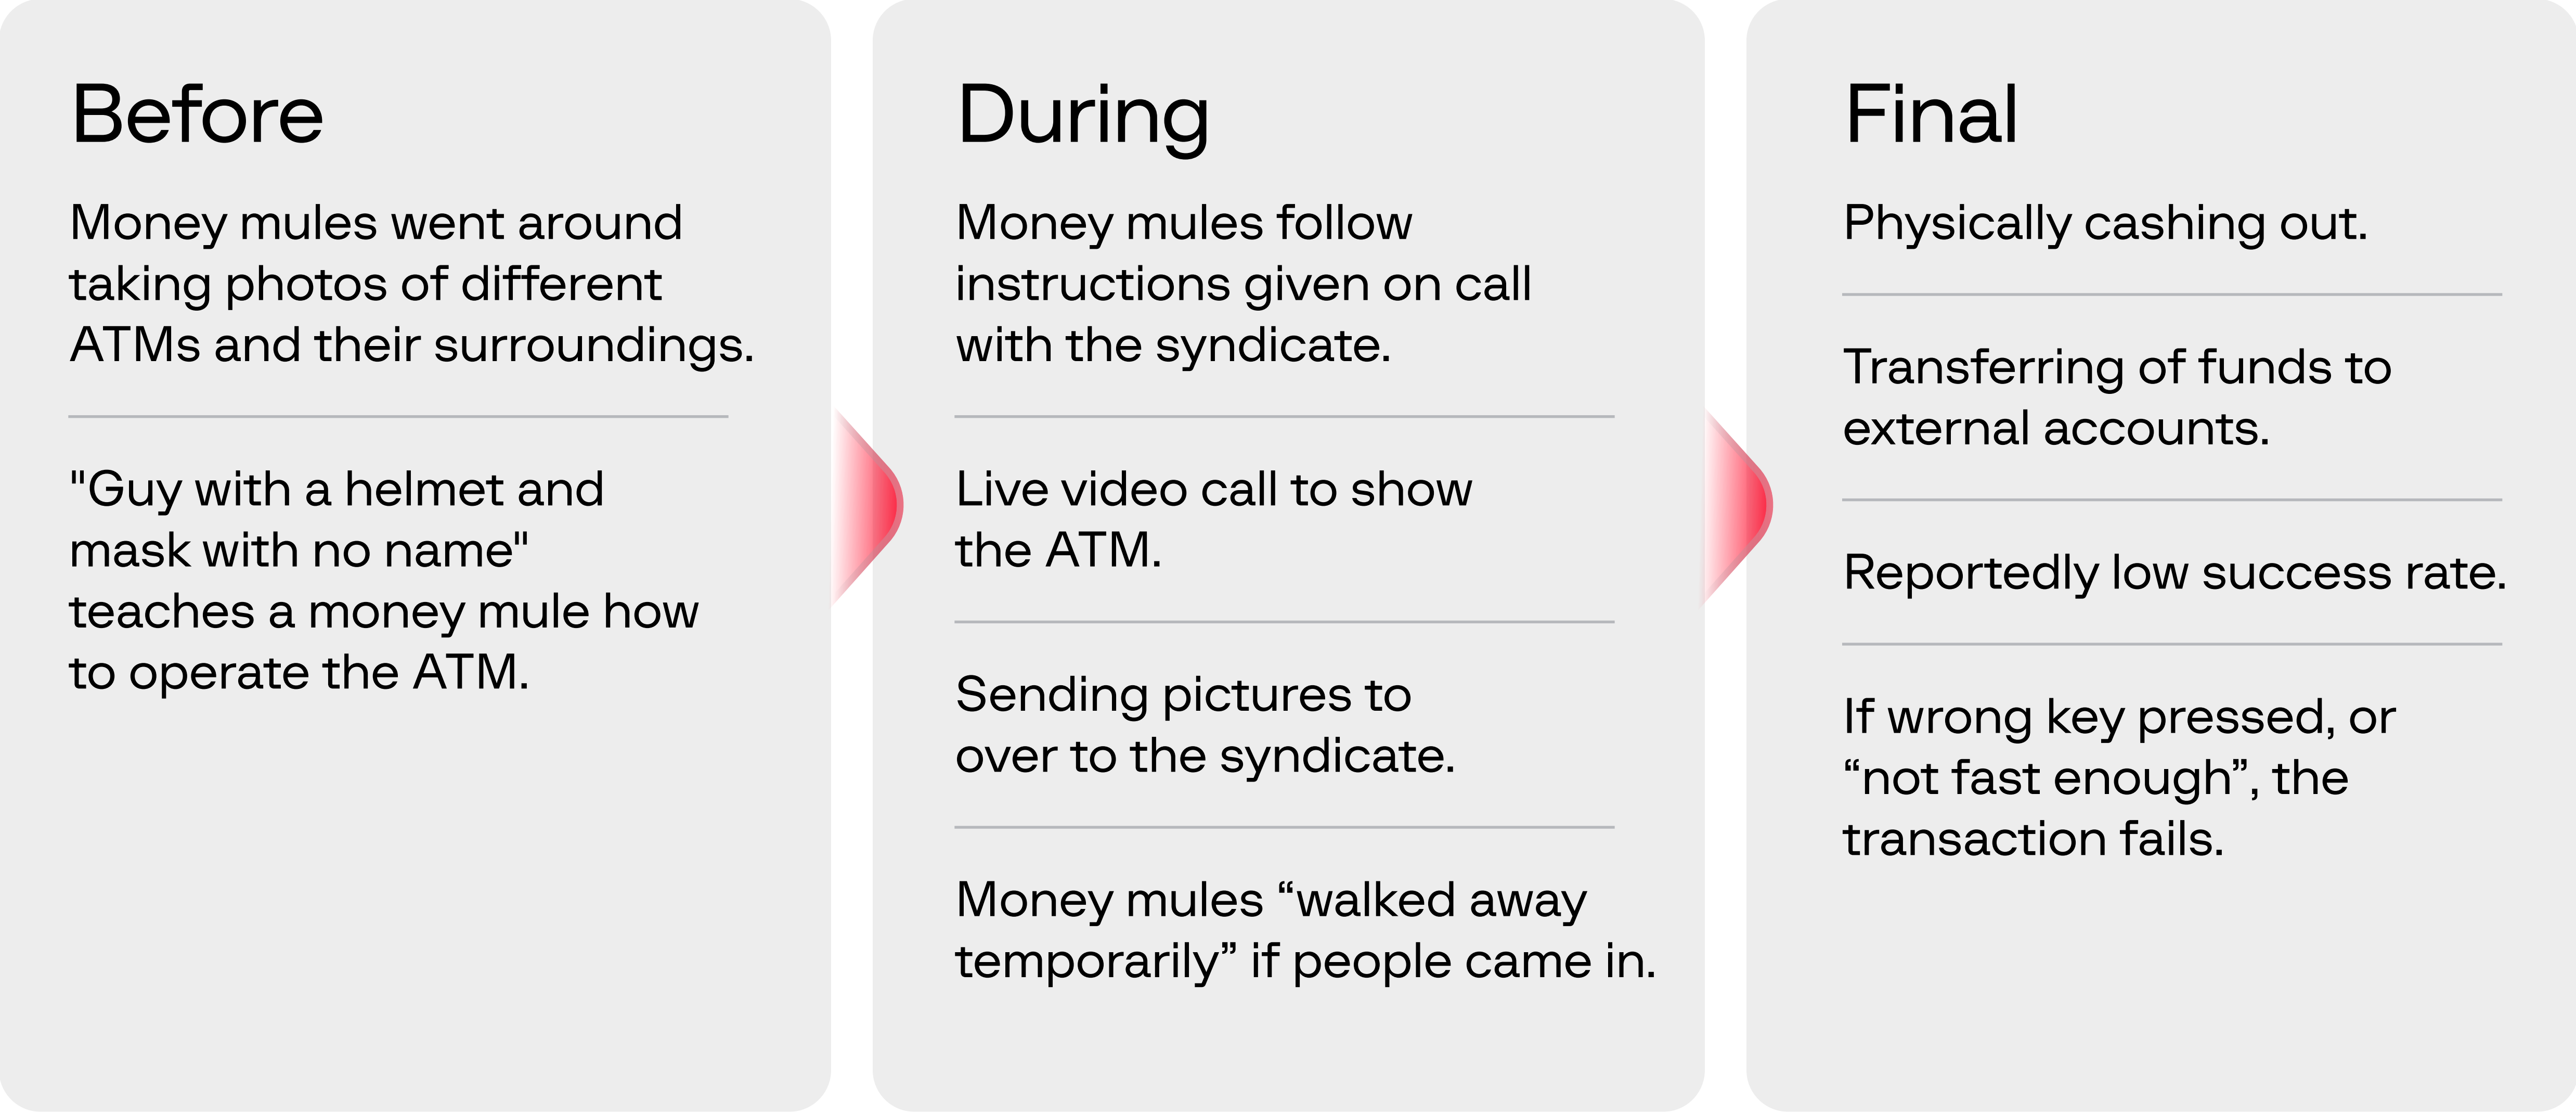 Before
Money mules went around
taking photos of different
ATMs and their surroundings.
"Guy with a helmet and
mask with no name"
teaches a money mule how
to operate the ATM.
During
Money mules follow
instructions given on call
with the syndicate.
Live video call to show
the ATM.
Sending pictures to
over to the syndicate.
Money mules “walked away
temporarily” if people came in.
Final
Physically cashing out.
Transferring of funds to
external accounts.
Reportedly low success rate.
If wrong key pressed, or
“not fast enough”, the
transaction fails.